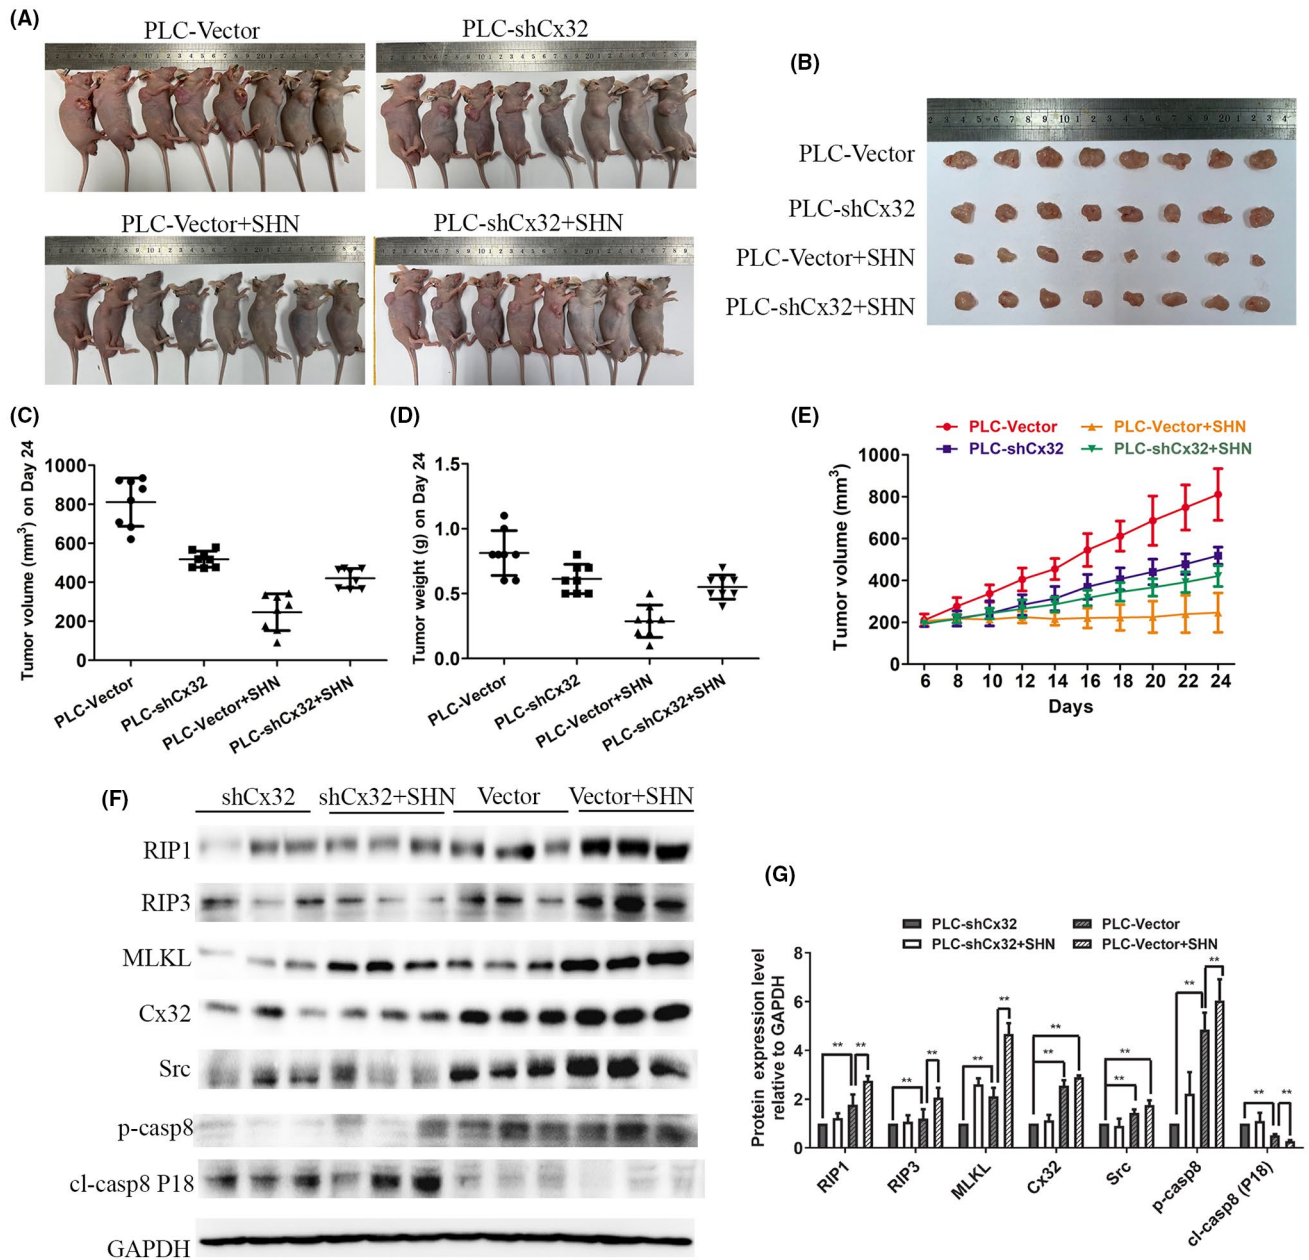 (A)
PLC-Vector
PLC-shCx32
PLC-Vector+SHN
PLC-shCx32+SHN
(B)
PLC-Vector
PLC-shCx32
PLC-Vector+SHN
PLC-shCx32+SHN
(C)
Tumor volume (mm³) on Day 24
1000
800
600
400
200
0
PLC-Vector
PLC-shCx32
PLC-Vector+SHN
PLC-shCx32+SHN
(D)
Tumor weight (g) on Day 24
1.5
1.0
0.5
0.0
PLC-Vector
PLC-shCx32
PLC-Vector+SHN
PLC-shCx32+SHN
(E)
PLC-Vector
PLC-Vector+SHN
PLC-shCx32
PLC-shCx32+SHN
Tumor volume (mm³)
1000
800
600
400
200
0
6 8 10 12 14 16 18 20 22 24
Days
(F)
shCx32 shCx32+SHN Vector Vector+SHN
RIP1
RIP3
MLKL
Cx32
Src
p-casp8
cl-casp8 P18
GAPDH
(G)
PLC-shCx32
PLC-Vector
PLC-shCx32+SHN
PLC-Vector+SHN
Protein expression level
relative to GAPDH
8
6
4
2
0
** ** ** ** ** ** ** ** ** ** ** ** ** **
RIP1
RIP3
MLKL
Cx32
Src
p-casp8
cl-casp8 (P18)